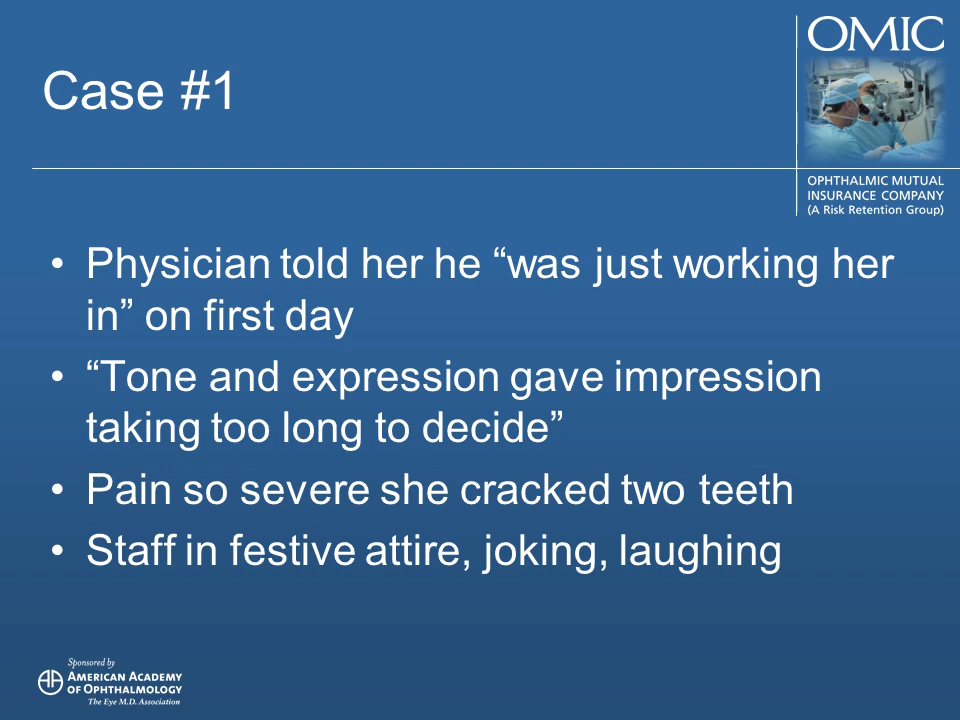 OMIC
Case #1
OPHTHALMIC MUTUAL
INSURANCE COMPANY
(A Risk Retention Group)
• Physician told her he “was just working her
in” on first day
• “Tone and expression gave impression
taking too long to decide”
• Pain so severe she cracked two teeth
• Staff in festive attire, joking, laughing
Sponsored by
AMERICAN ACADEMY
OF OPHTHALMOLOGY
The Eye M.D. Association